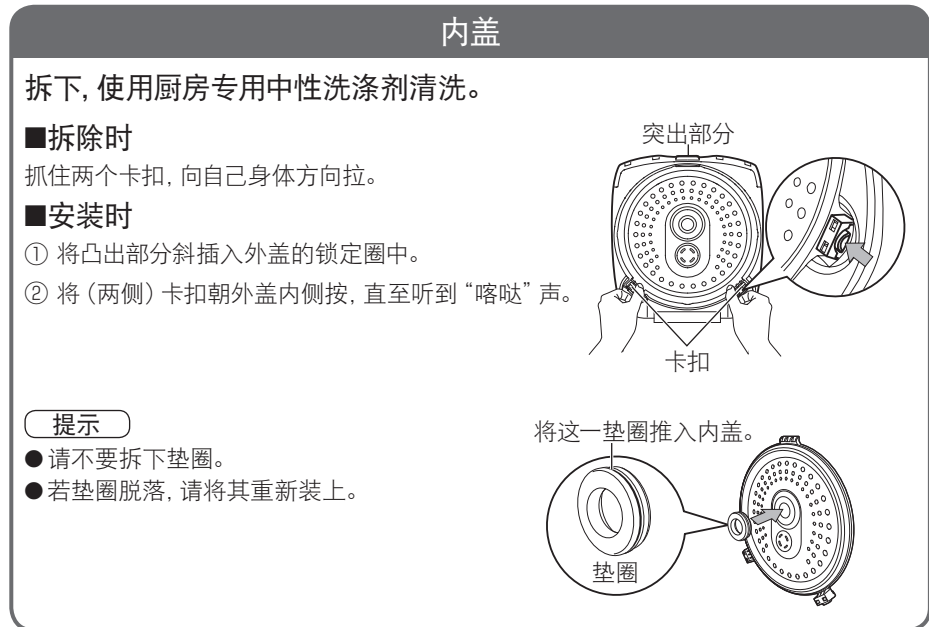 内盖
拆下, 使用厨房专用中性洗涤剂清洗。
■拆除时
抓住两个卡扣, 向自己身体方向拉。
■安装时
① 将凸出部分斜插入外盖的锁定圈中。
② 将 (两侧) 卡扣朝外盖内侧按, 直至听到 “喀哒” 声。
突出部分
卡扣
提示
●请不要拆下垫圈。
●若垫圈脱落, 请将其重新装上。
将这一垫圈推入内盖。
垫圈